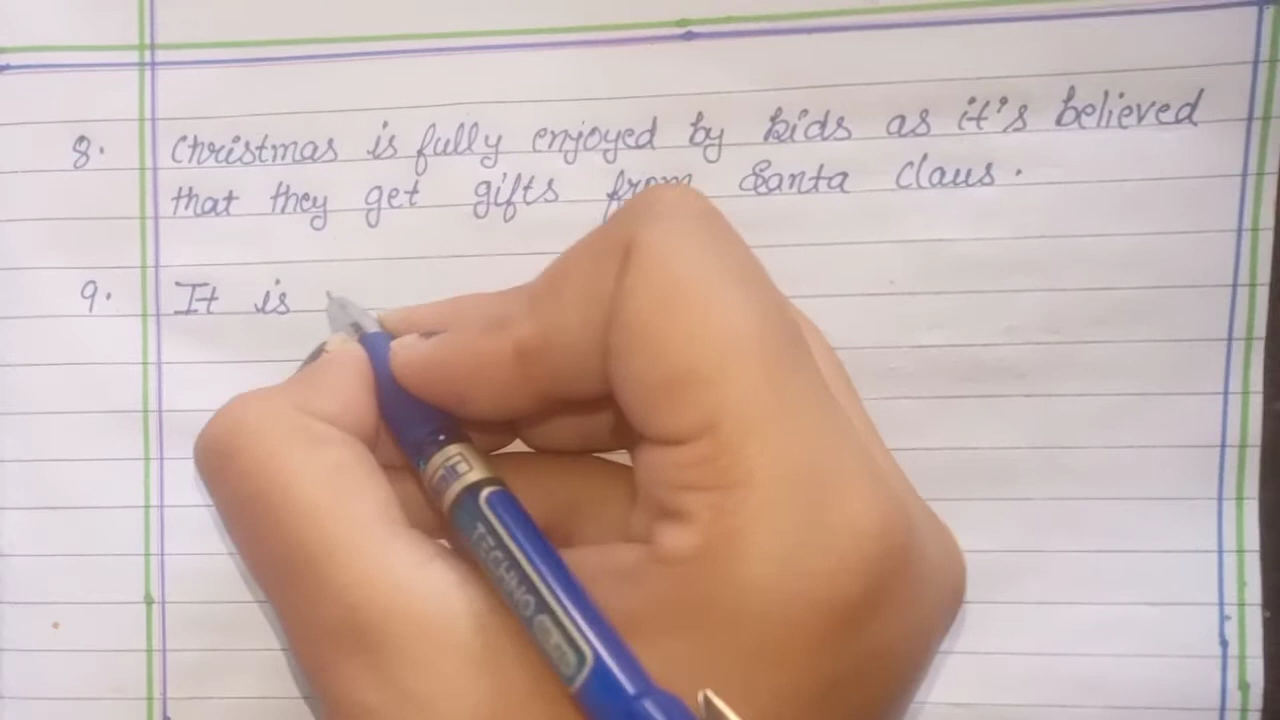 8. Christmas is fully enjoyed by kids as it's believed
that they get gifts from Santa Claus.
9. It is
TECHNO